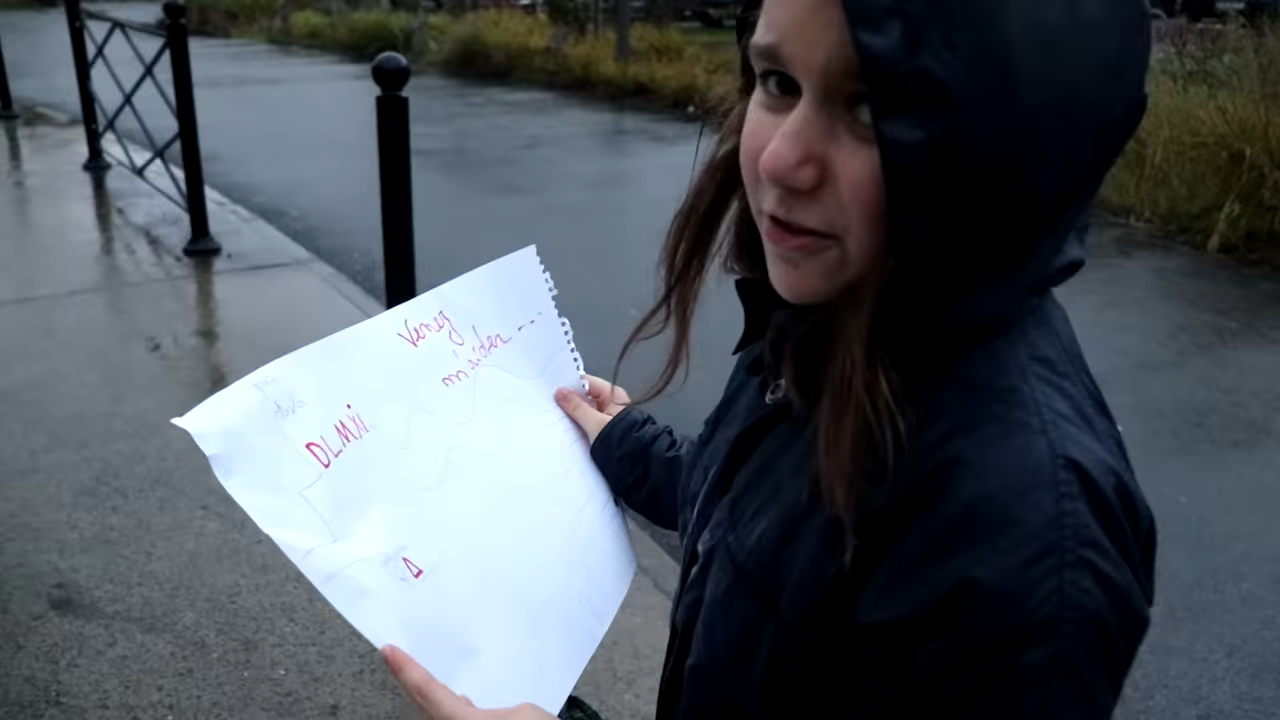 Venez
m'aider ---
DLMXI
Δ